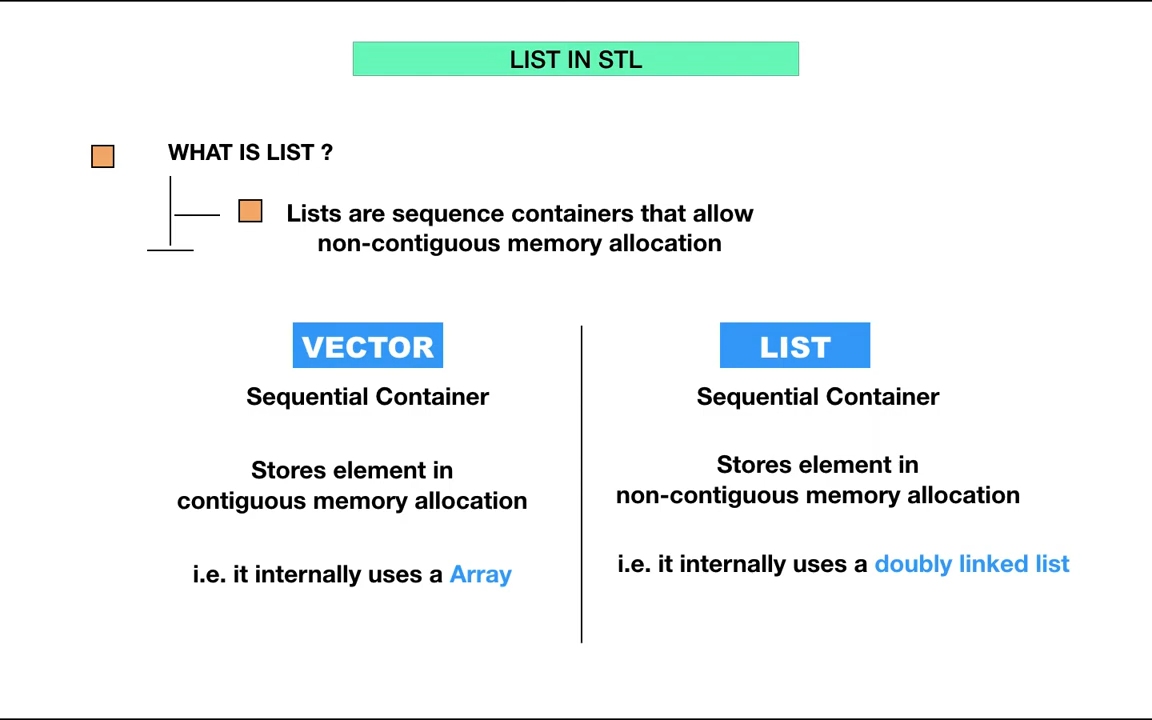 LIST IN STL
WHAT IS LIST ?
Lists are sequence containers that allow
non-contiguous memory allocation
VECTOR
Sequential Container
Stores element in
contiguous memory allocation
i.e. it internally uses a Array
LIST
Sequential Container
Stores element in
non-contiguous memory allocation
i.e. it internally uses a doubly linked list